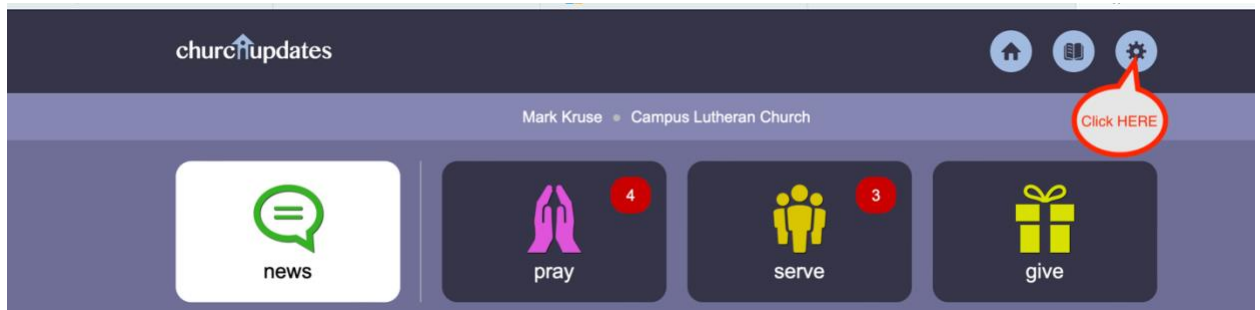 churchupdates
Mark Kruse • Campus Lutheran Church
Click HERE
4
3
news
pray
serve
give